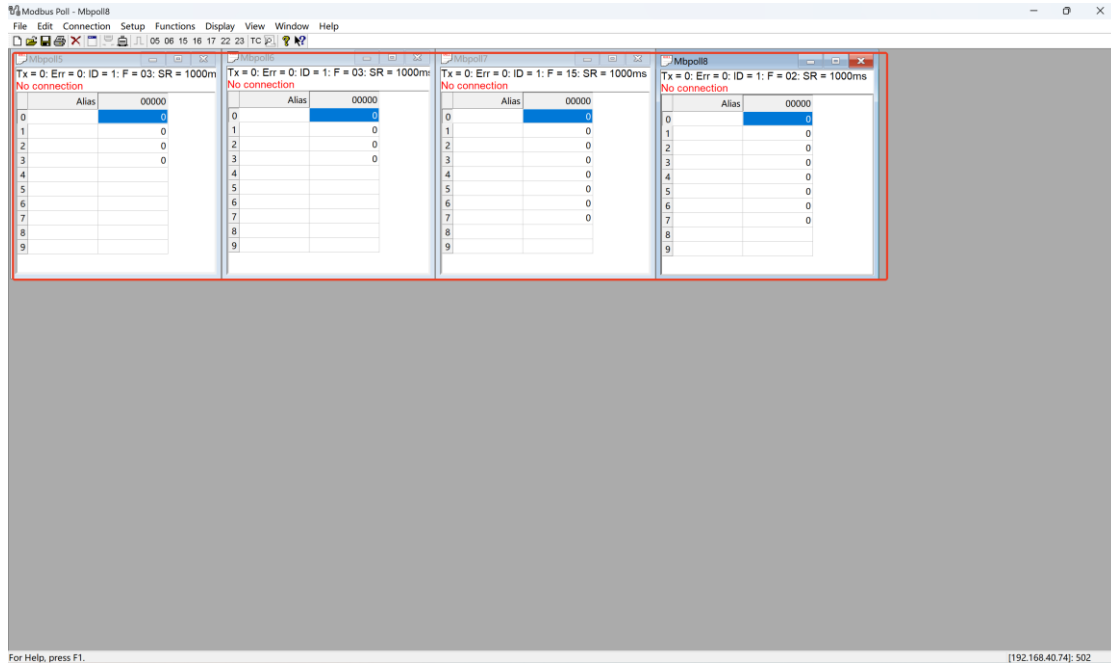 Modbus Poll - Mbpoll8
File Edit Connection Setup Functions Display View Window Help
05 06 15 16 17 22 23 TC
Mbpoll5
Tx = 0: Err = 0: ID = 1: F = 03: SR = 1000m
No connection
Alias 00000
0 0
1 0
2 0
3 0
4
5
6
7
8
9
Mbpoll6
Tx = 0: Err = 0: ID = 1: F = 03: SR = 1000m
No connection
Alias 00000
0 0
1 0
2 0
3 0
4
5
6
7
8
9
Mbpoll7
Tx = 0: Err = 0: ID = 1: F = 15: SR = 1000ms
No connection
Alias 00000
0 0
1 0
2 0
3 0
4 0
5 0
6 0
7 0
8
9
Mbpoll8
Tx = 0: Err = 0: ID = 1: F = 02: SR = 1000ms
No connection
Alias 00000
0 0
1 0
2 0
3 0
4 0
5 0
6 0
7 0
8
9
For Help, press F1.
[192.168.40.74]: 502